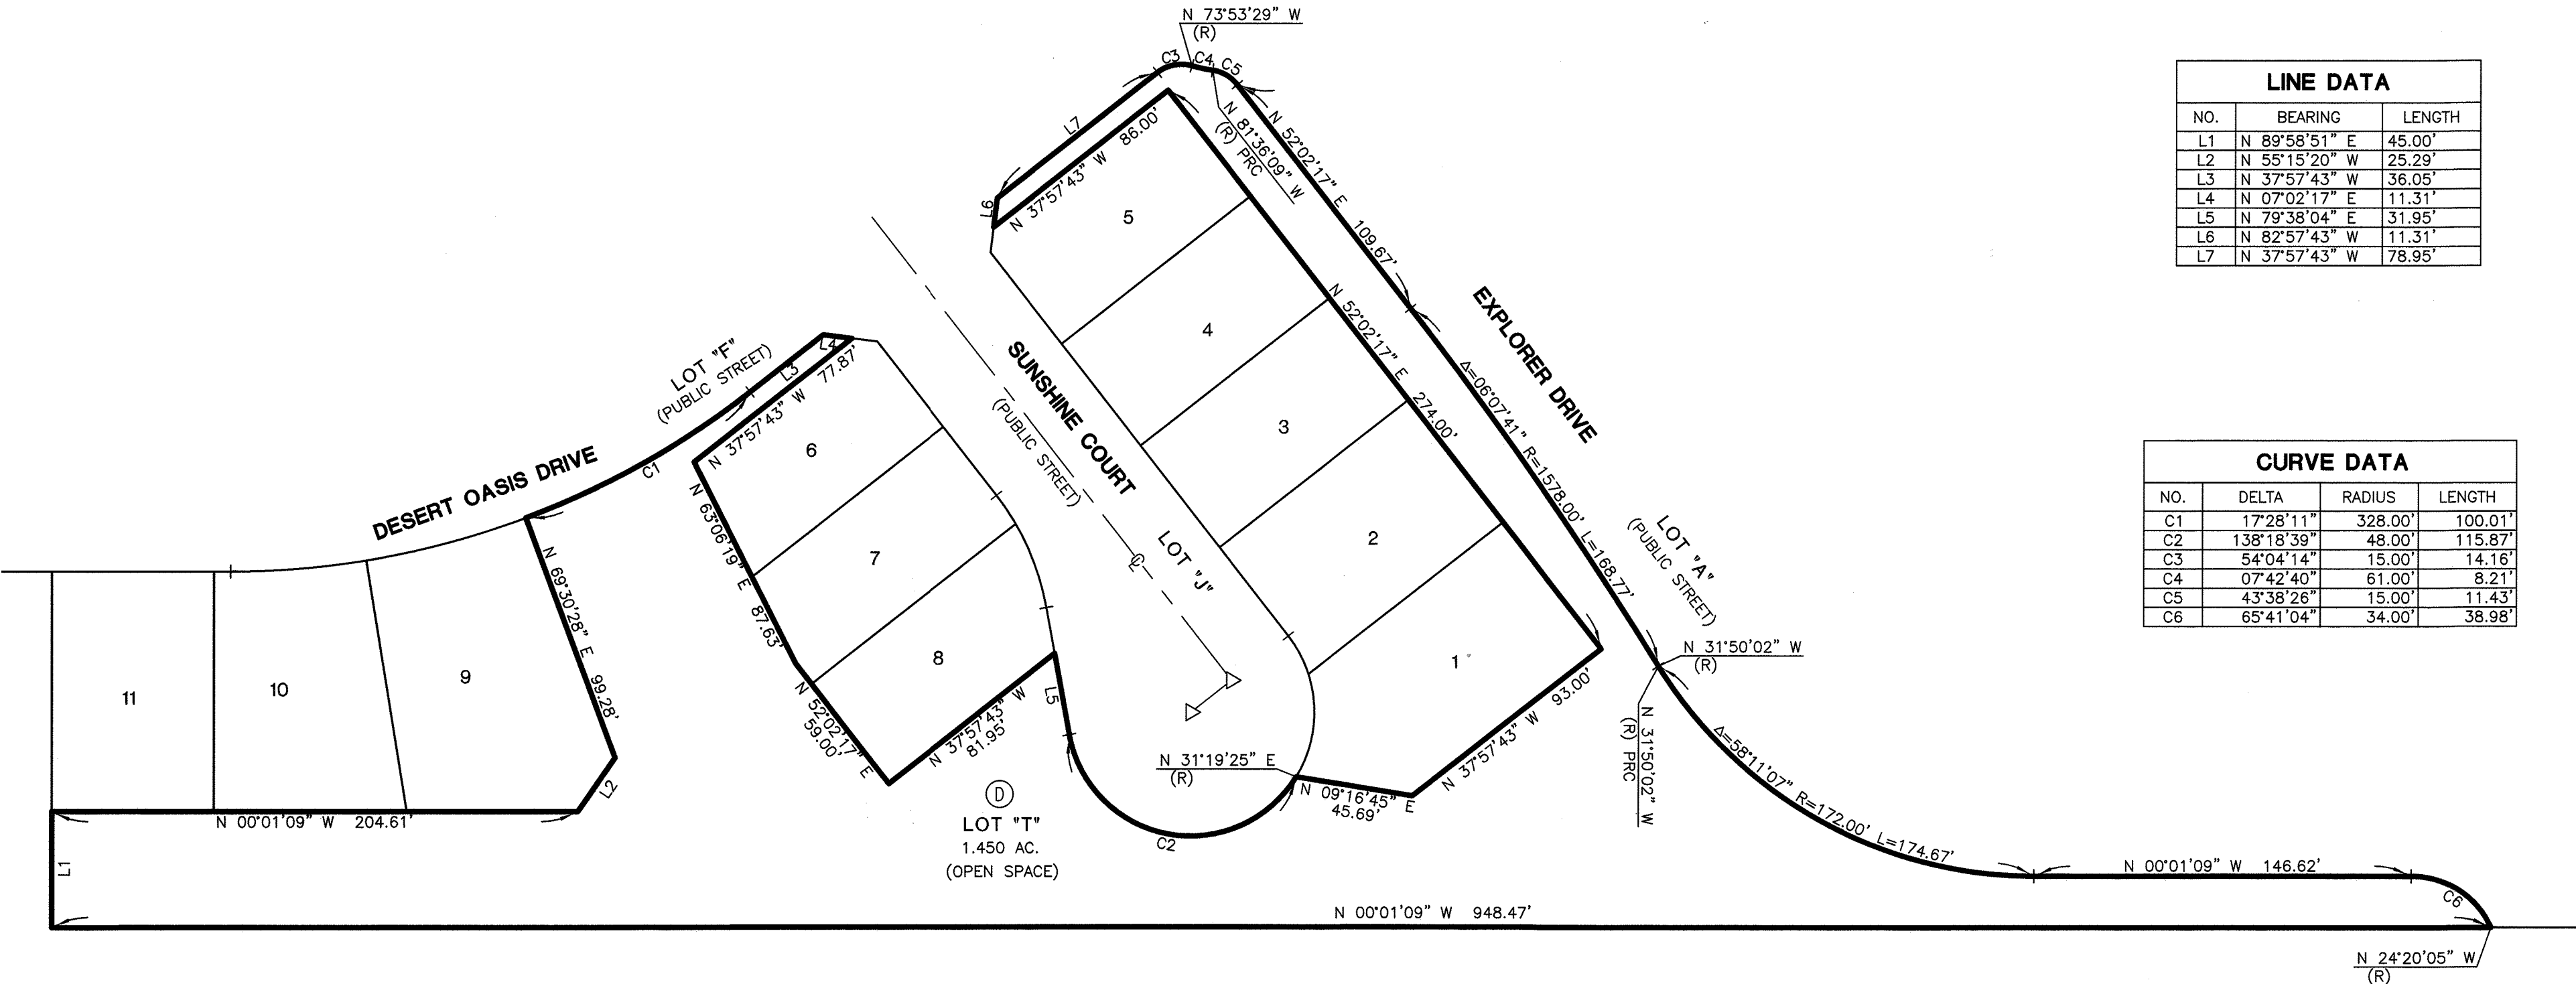 N 73°53'29" W
(R)
C3
C4
C5
L7
L6
N 37°57'43" W 86.00'
N 81°36'09" W
(R) PRC
N 52°02'17" E 109.67'
EXPLORER DRIVE
Δ=06°07'41" R=1578.00' L=168.77'
LOT "A"
(PUBLIC STREET)
N 52°02'17" E 274.00'
5
4
3
2
1
SUNSHINE COURT
(PUBLIC STREET)
LOT "J"
LOT "F"
(PUBLIC STREET)
L4
L3
N 37°57'43" W 77.87'
DESERT OASIS DRIVE
C1
6
7
8
N 63°06'19" E 87.63'
N 52°02'17" E
59.00'
N 37°57'43" W
81.95'
L5
N 69°30'28" E 99.28'
9
10
11
L2
N 00°01'09" W 204.61'
L1
D
LOT "T"
1.450 AC.
(OPEN SPACE)
C2
N 31°19'25" E
(R)
N 09°16'45" E
45.69'
N 37°57'43" W 93.00'
N 31°50'02" W
(R)
N 31°50'02" W
(R) PRC
Δ=58°11'07" R=172.00' L=174.67'
N 00°01'09" W 146.62'
C6
N 00°01'09" W 948.47'
N 24°20'05" W
(R)
LINE DATA
NO. BEARING LENGTH
L1 N 89°58'51" E 45.00'
L2 N 55°15'20" W 25.29'
L3 N 37°57'43" W 36.05'
L4 N 07°02'17" E 11.31'
L5 N 79°38'04" E 31.95'
L6 N 82°57'43" W 11.31'
L7 N 37°57'43" W 78.95'
CURVE DATA
NO. DELTA RADIUS LENGTH
C1 17°28'11" 328.00' 100.01'
C2 138°18'39" 48.00' 115.87'
C3 54°04'14" 15.00' 14.16'
C4 07°42'40" 61.00' 8.21'
C5 43°38'26" 15.00' 11.43'
C6 65°41'04" 34.00' 38.98'